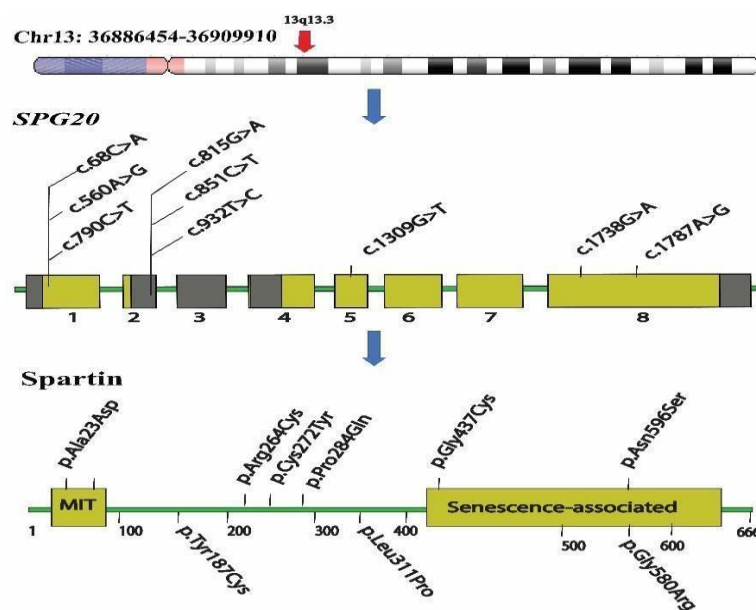 13q13.3
Chr13: 36886454-36909910
SPG20
c.68C>A
c.560A>G
c.790C>T
c.815G>A
c.851C>T
c.932T>C
c.1309G>T
c.1738G>A
c.1787A>G
1 2 3 4 5 6 7 8
Spartin
p.Ala23Asp
p.Arg264Cys
p.Cys272Tyr
p.Pro284Gln
p.Gly437Cys
p.Asn596Ser
MIT
Senescence-associated
1 100 200 300 400 500 600 666
p.Tyr187Cys
p.Leu311Pro
p.Gly580Arg